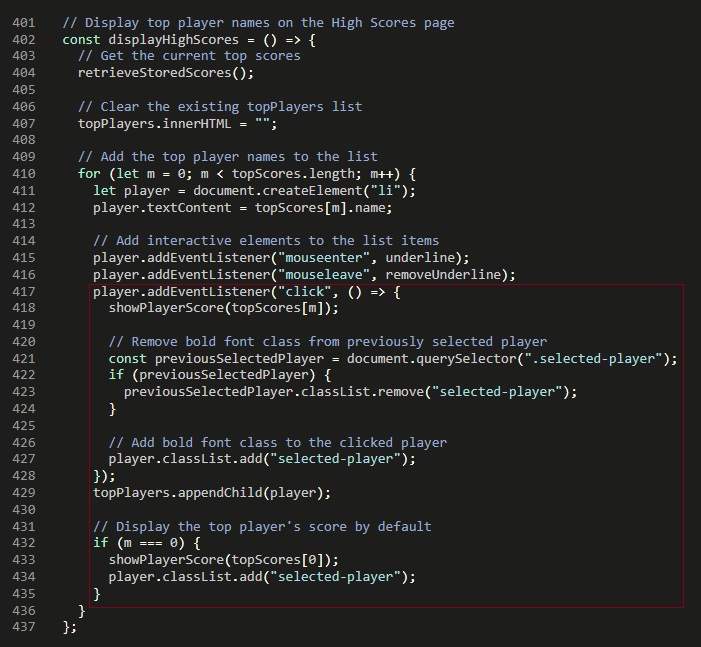 401 // Display top player names on the High Scores page
402 const displayHighScores = () => {
403   // Get the current top scores
404   retrieveStoredScores();
405
406   // Clear the existing topPlayers list
407   topPlayers.innerHTML = "";
408
409   // Add the top player names to the list
410   for (let m = 0; m < topScores.length; m++) {
411     let player = document.createElement("li");
412     player.textContent = topScores[m].name;
413
414     // Add interactive elements to the list items
415     player.addEventListener("mouseenter", underline);
416     player.addEventListener("mouseleave", removeUnderline);
417     player.addEventListener("click", () => {
418       showPlayerScore(topScores[m]);
419
420       // Remove bold font class from previously selected player
421       const previousSelectedPlayer = document.querySelector(".selected-player");
422       if (previousSelectedPlayer) {
423         previousSelectedPlayer.classList.remove("selected-player");
424       }
425
426       // Add bold font class to the clicked player
427       player.classList.add("selected-player");
428     });
429     topPlayers.appendChild(player);
430
431     // Display the top player's score by default
432     if (m === 0) {
433       showPlayerScore(topScores[0]);
434       player.classList.add("selected-player");
435     }
436   }
437 };